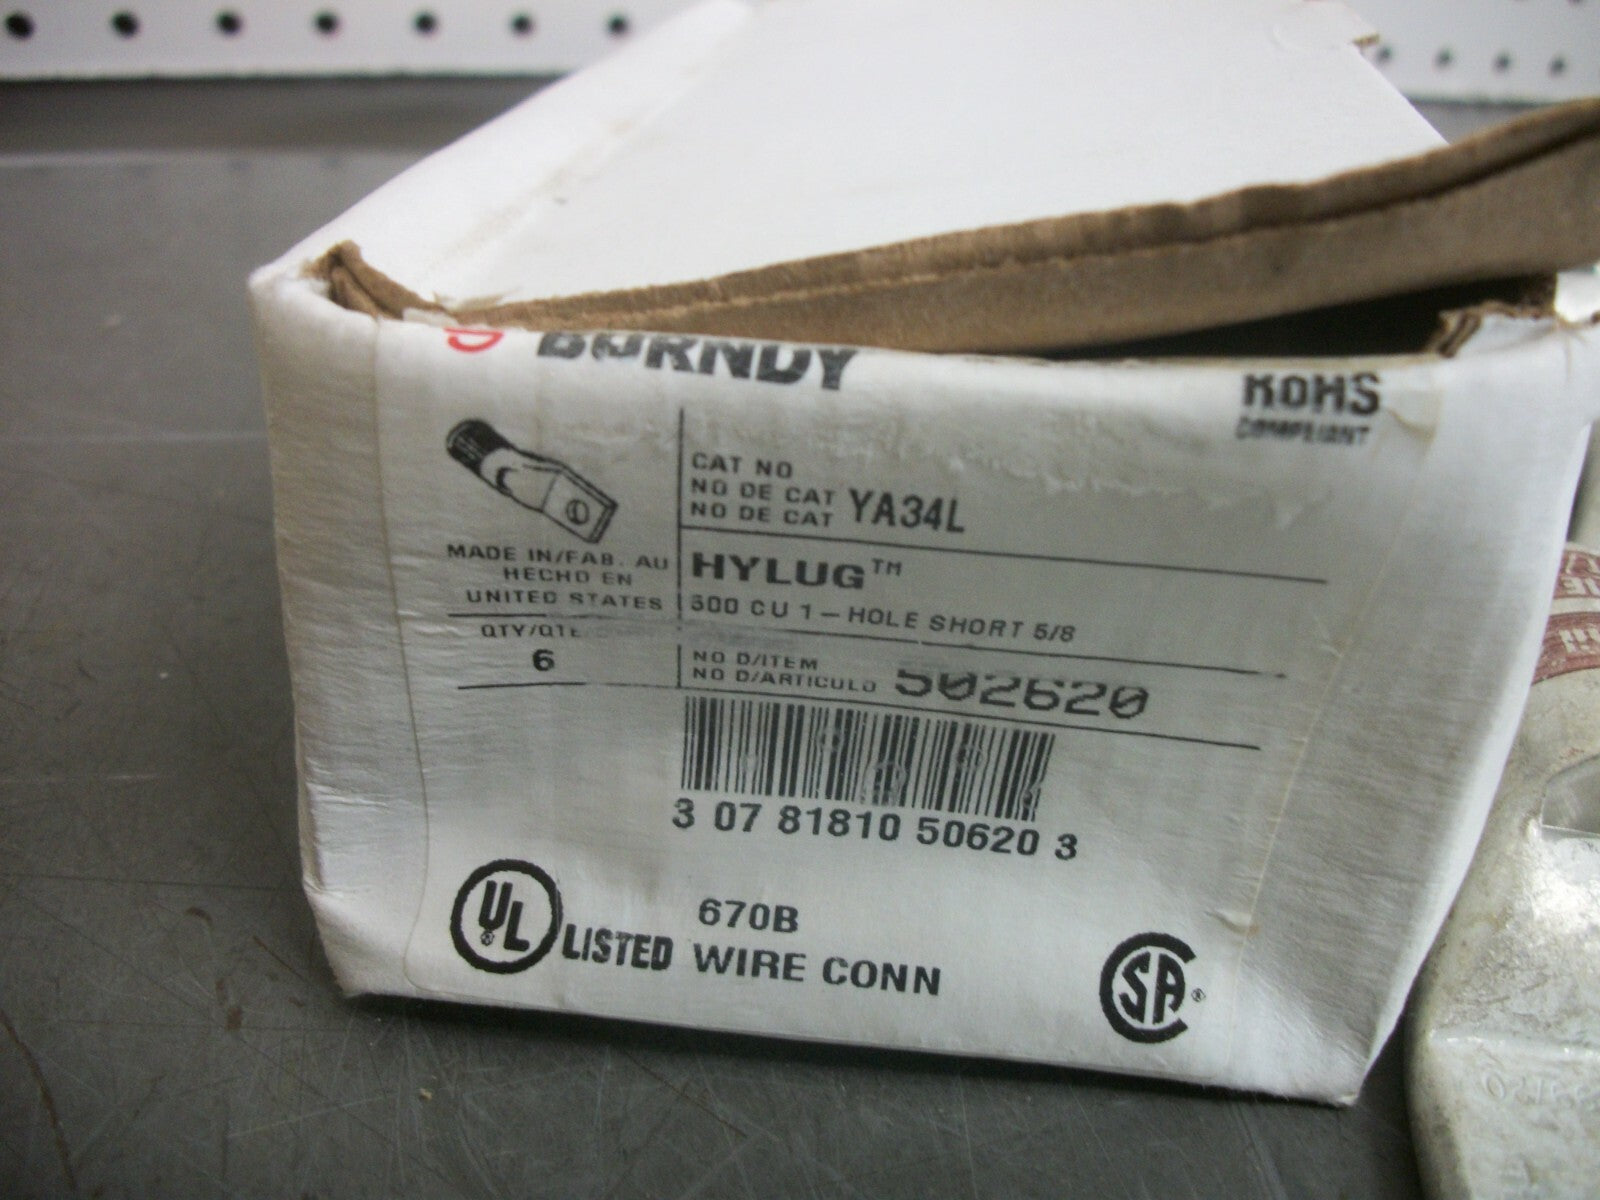 BURNDY
RoHS
COMPLIANT
CAT NO
NO DE CAT YA34L
NO DE CAT
MADE IN/FAB. AU
HECHO EN
UNITED STATES
HYLUG™
500 CU 1-HOLE SHORT 5/8
QTY/QTE
6
NO D/ITEM
NO D/ARTICULO 502620
3 07 81810 50620 3
UL LISTED
670B
WIRE CONN
CSA®